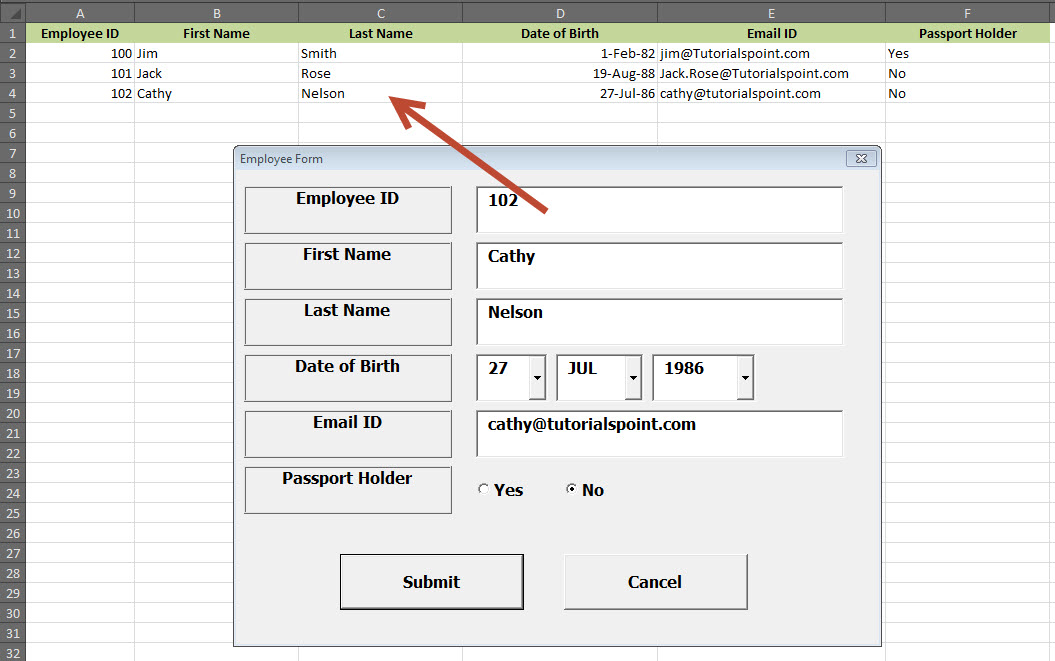 A B C D E F
1 Employee ID First Name Last Name Date of Birth Email ID Passport Holder
2 100 Jim Smith 1-Feb-82 jim@Tutorialspoint.com Yes
3 101 Jack Rose 19-Aug-88 Jack.Rose@Tutorialspoint.com No
4 102 Cathy Nelson 27-Jul-86 cathy@tutorialspoint.com No
5
6
7
8
9
10
11
12
13
14
15
16
17
18
19
20
21
22
23
24
25
26
27
28
29
30
31
32
Employee Form
Employee ID 102
First Name Cathy
Last Name Nelson
Date of Birth 27 JUL 1986
Email ID cathy@tutorialspoint.com
Passport Holder Yes No
Submit Cancel